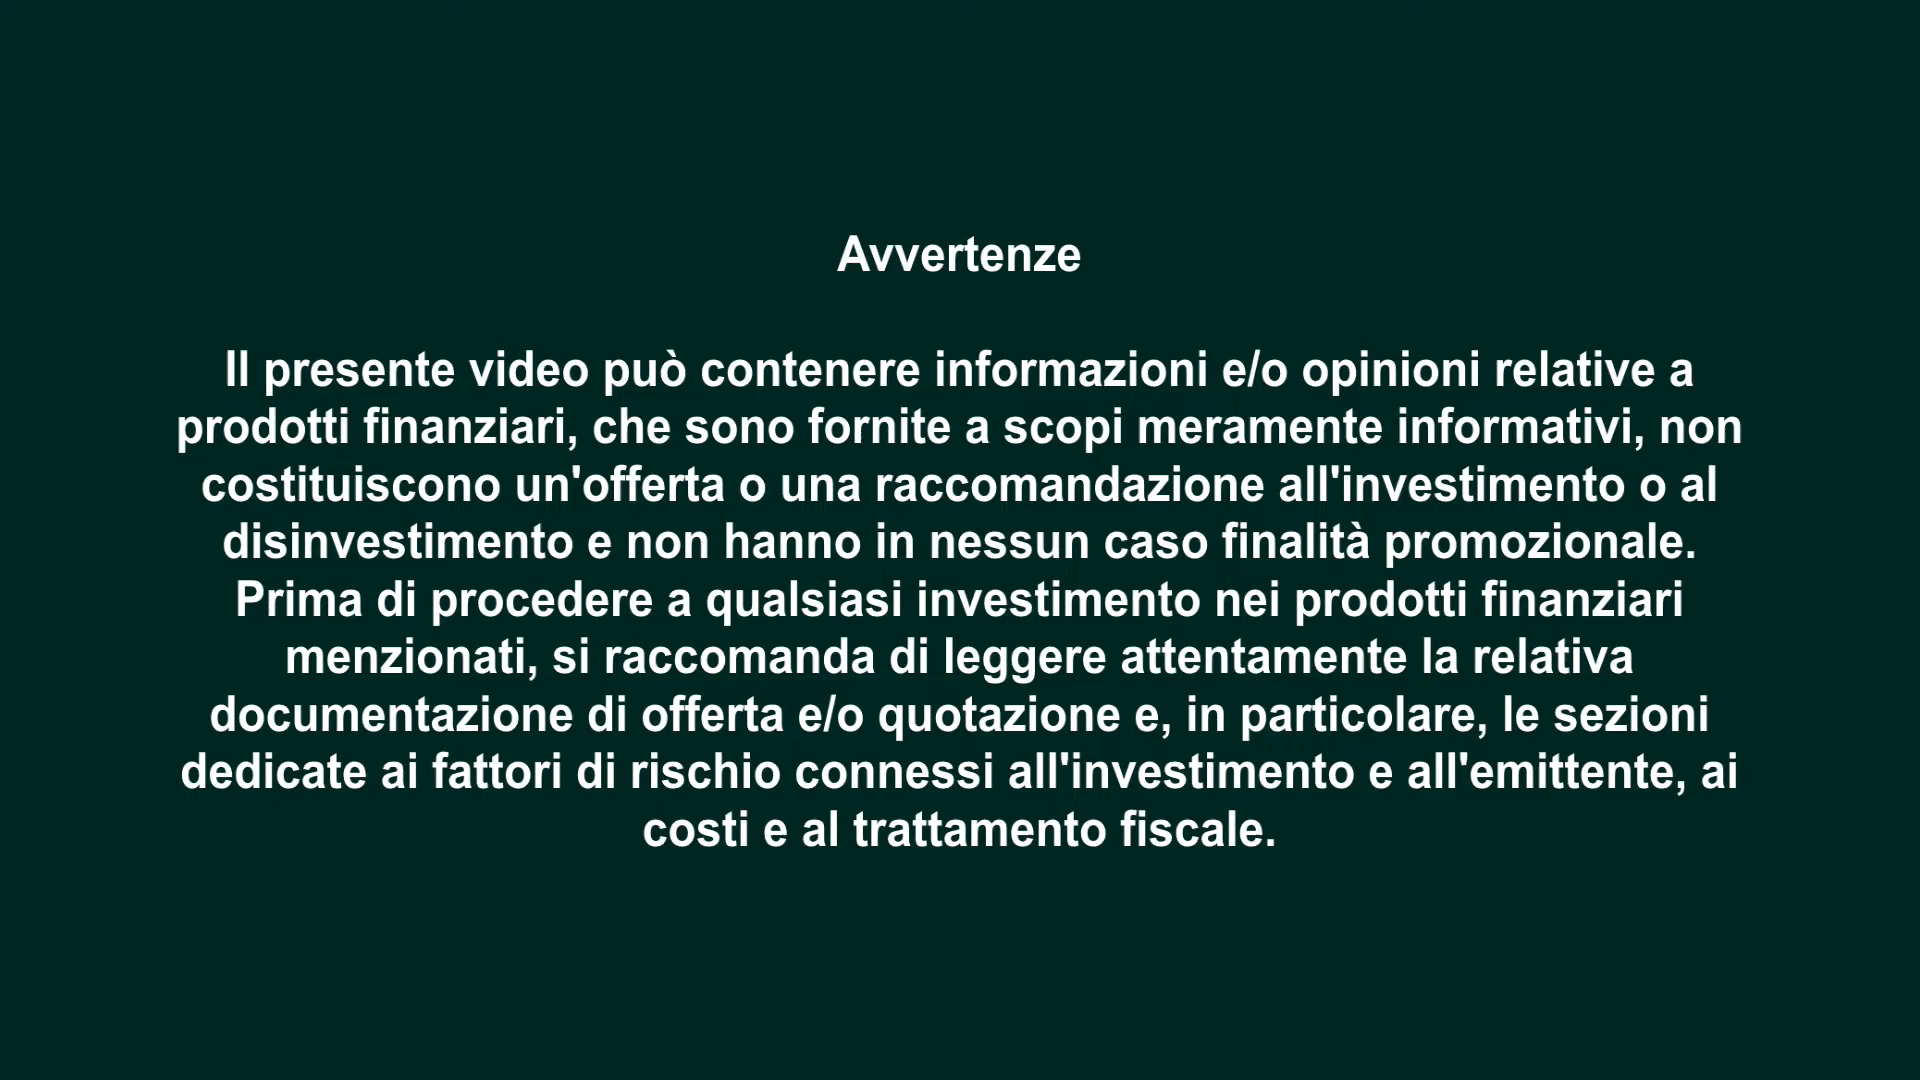 Avvertenze
Il presente video può contenere informazioni e/o opinioni relative a
prodotti finanziari, che sono fornite a scopi meramente informativi, non
costituiscono un'offerta o una raccomandazione all'investimento o al
disinvestimento e non hanno in nessun caso finalità promozionale.
Prima di procedere a qualsiasi investimento nei prodotti finanziari
menzionati, si raccomanda di leggere attentamente la relativa
documentazione di offerta e/o quotazione e, in particolare, le sezioni
dedicate ai fattori di rischio connessi all'investimento e all'emittente, ai
costi e al trattamento fiscale.